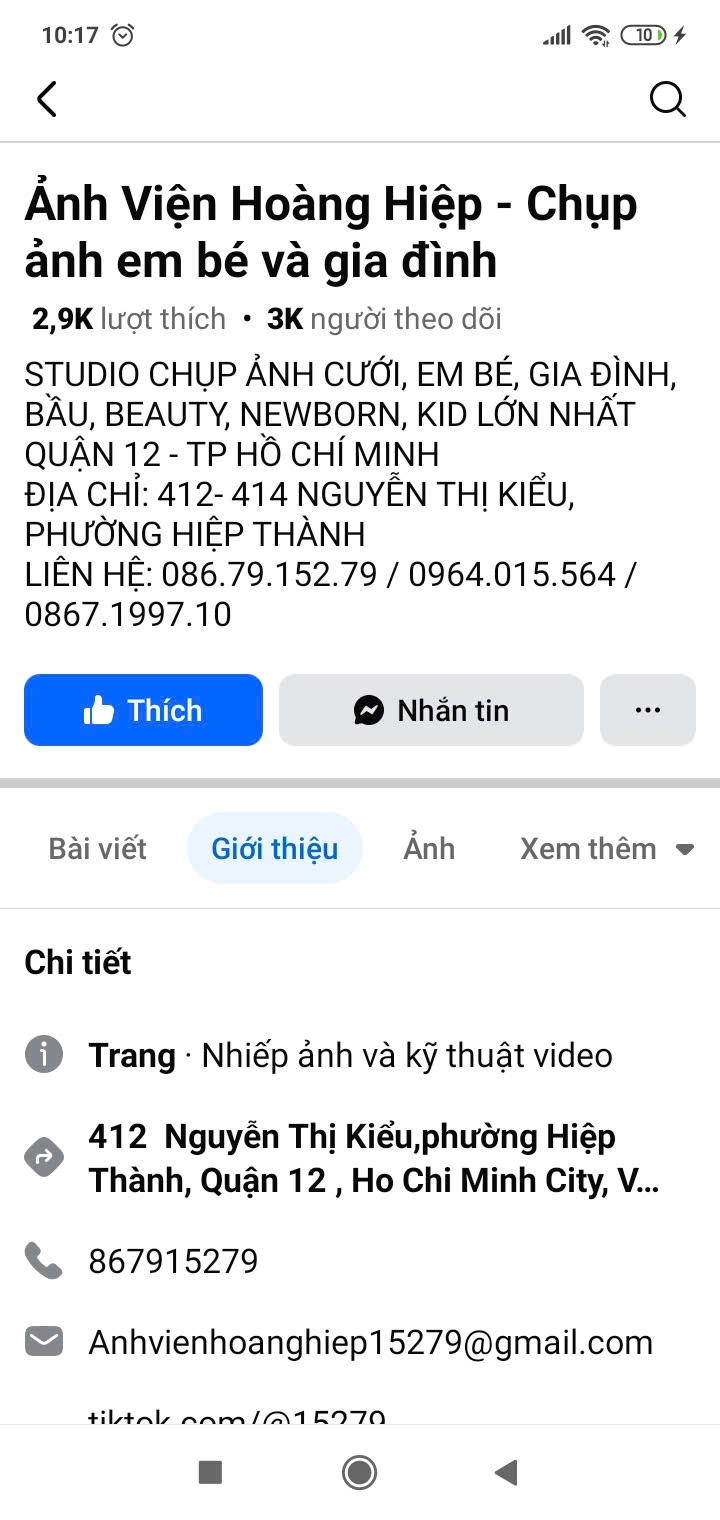 10:17
10
Ảnh Viện Hoàng Hiệp - Chụp
ảnh em bé và gia đình
2,9K lượt thích • 3K người theo dõi
STUDIO CHỤP ẢNH CƯỚI, EM BÉ, GIA ĐÌNH,
BẦU, BEAUTY, NEWBORN, KID LỚN NHẤT
QUẬN 12 - TP HỒ CHÍ MINH
ĐỊA CHỈ: 412- 414 NGUYỄN THỊ KIỂU,
PHƯỜNG HIỆP THÀNH
LIÊN HỆ: 086.79.152.79 / 0964.015.564 /
0867.1997.10
Thích
Nhắn tin
...
Bài viết
Giới thiệu
Ảnh
Xem thêm
Chi tiết
Trang · Nhiếp ảnh và kỹ thuật video
412 Nguyễn Thị Kiểu,phường Hiệp
Thành, Quận 12 , Ho Chi Minh City, V...
867915279
Anhvienhoanghiep15279@gmail.com
tiktok.com/@15279